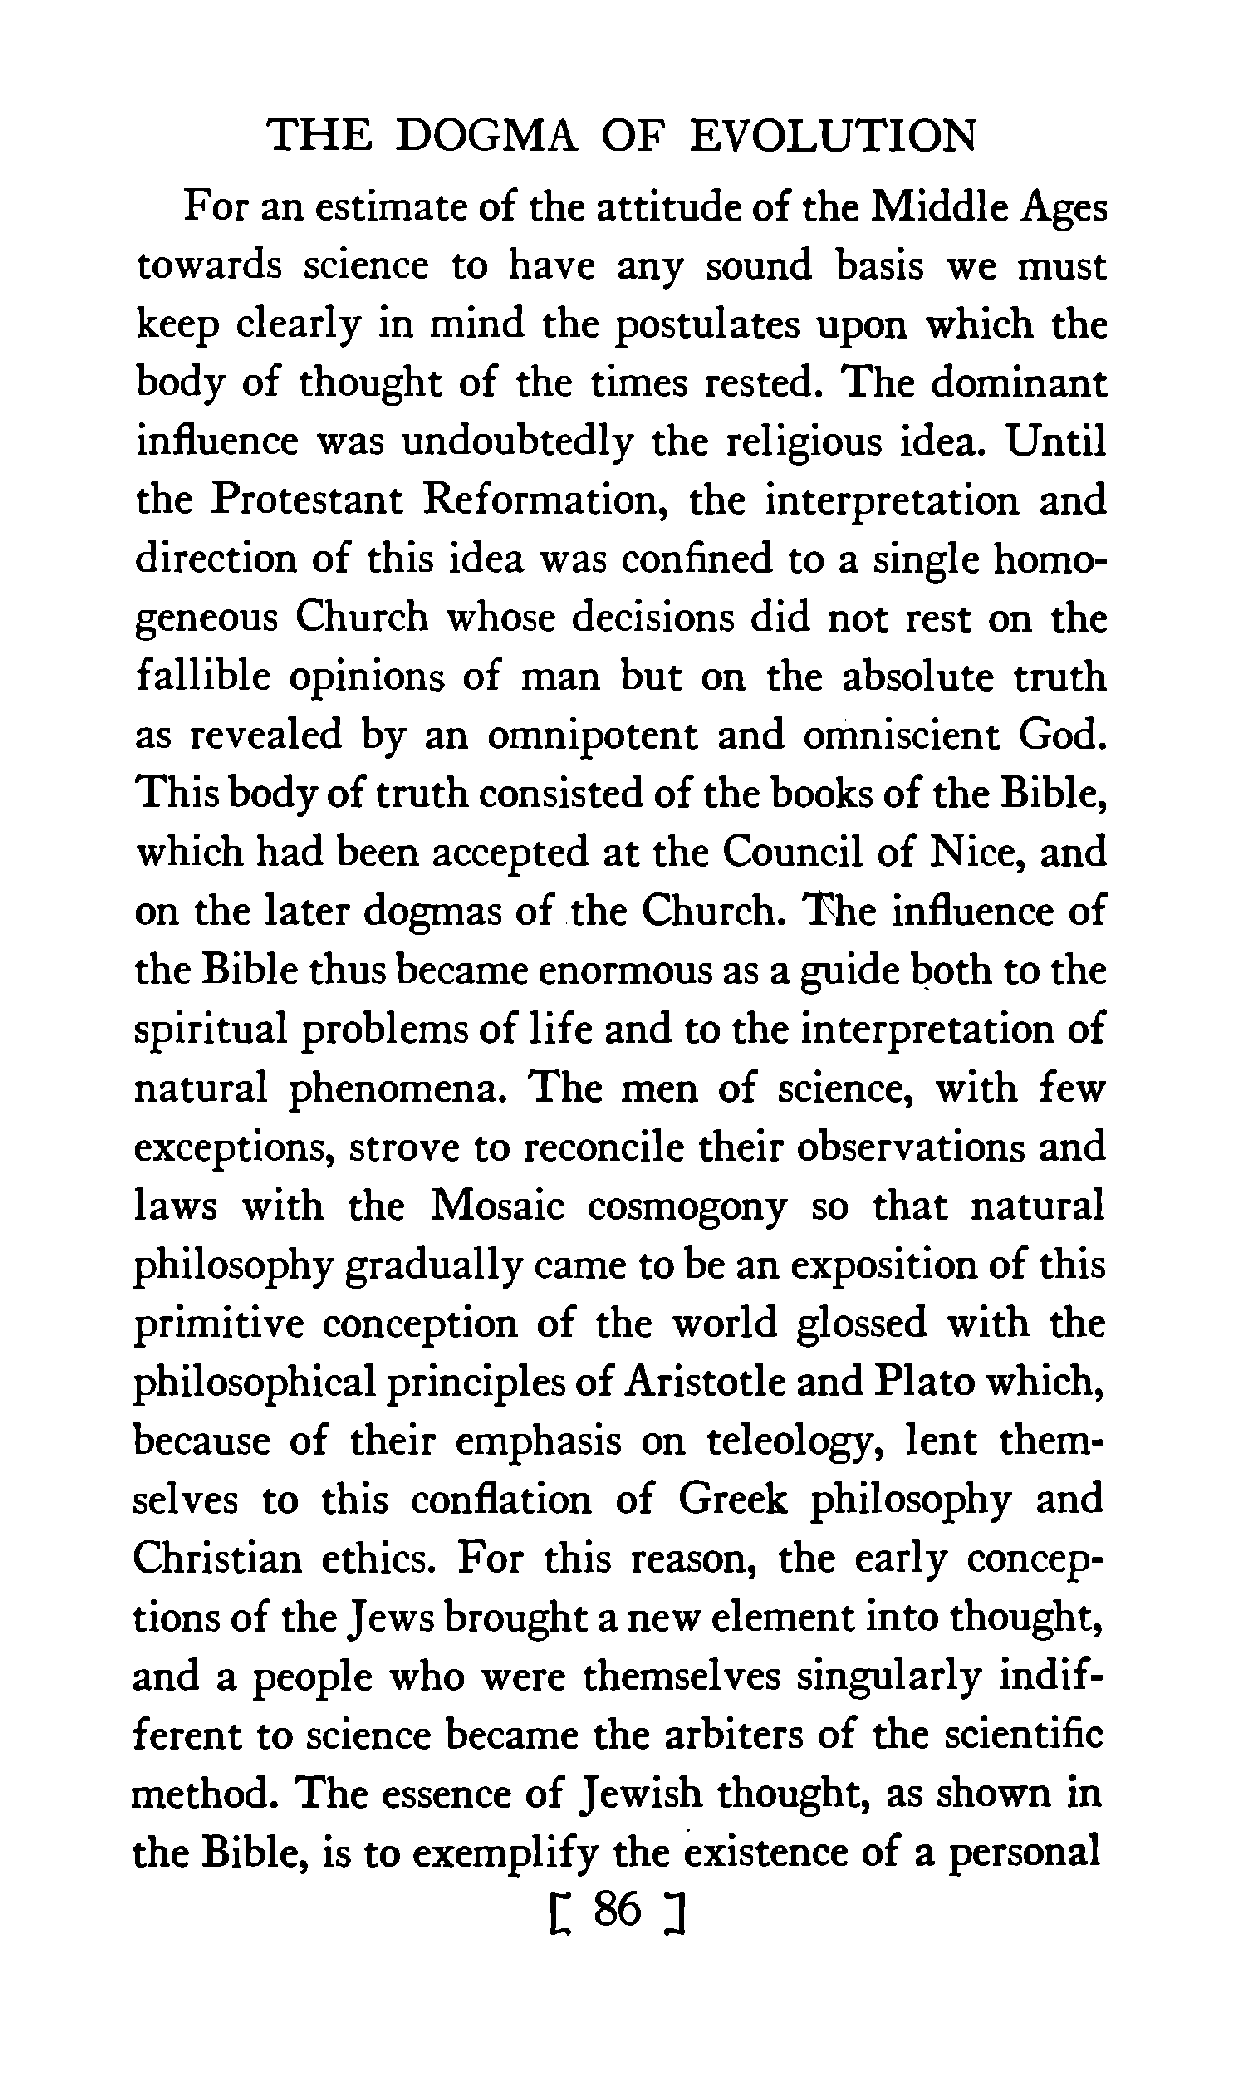 THE DOGMA OF EVOLUTION
For an estimate of the attitude of the Middle Ages
towards science to have any sound basis we must
keep clearly in mind the postulates upon which the
body of thought of the times rested. The dominant
influence was undoubtedly the religious idea. Until
the Protestant Reformation, the interpretation and
direction of this idea was confined to a single homo-
geneous Church whose decisions did not rest on the
fallible opinions of man but on the absolute truth
as revealed by an omnipotent and omniscient God.
This body of truth consisted of the books of the Bible,
which had been accepted at the Council of Nice, and
on the later dogmas of the Church. The influence of
the Bible thus became enormous as a guide both to the
spiritual problems of life and to the interpretation of
natural phenomena. The men of science, with few
exceptions, strove to reconcile their observations and
laws with the Mosaic cosmogony so that natural
philosophy gradually came to be an exposition of this
primitive conception of the world glossed with the
philosophical principles of Aristotle and Plato which,
because of their emphasis on teleology, lent them-
selves to this conflation of Greek philosophy and
Christian ethics. For this reason, the early concep-
tions of the Jews brought a new element into thought,
and a people who were themselves singularly indif-
ferent to science became the arbiters of the scientific
method. The essence of Jewish thought, as shown in
the Bible, is to exemplify the existence of a personal
[ 86 ]